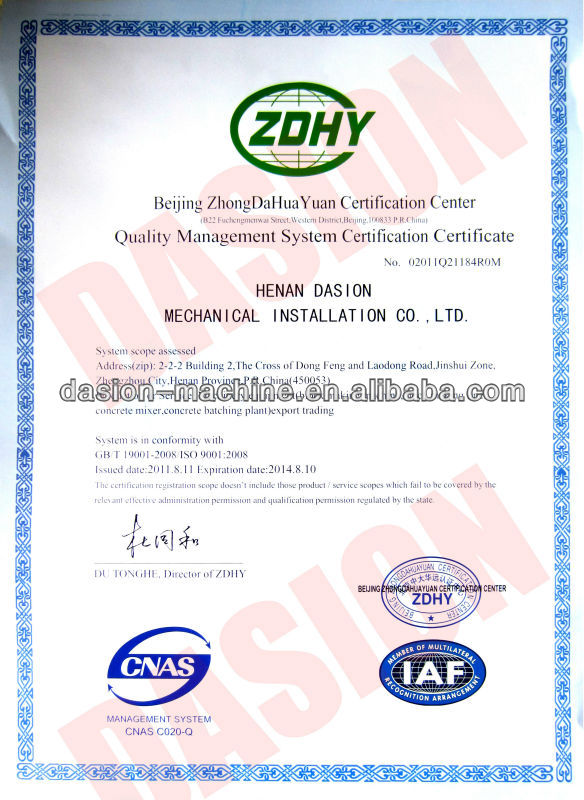 ZDHY
Beijing ZhongDaHuaYuan Certification Center
(B22 Fuchengmenwai Street,Western District,Beijing,100833 P.R.China)
Quality Management System Certification Certificate
No. 02011Q21184R0M
HENAN DASION
MECHANICAL INSTALLATION CO.,LTD.
System scope assessed
Address(zip): 2-2-2 Building 2,The Cross of Dong Feng and Laodong Road,Jinshui Zone,
Zhengzhou City,Henan Province,P.R.China(450053)
dasion-machine.en.alibaba.com
concrete mixer,concrete batching plant)export trading
System is in conformity with
GB/T 19001-2008/ISO 9001:2008
Issued date:2011.8.11 Expiration date:2014.8.10
The certification registration scope doesn't include those product / service scopes which fail to be covered by the
relevant effective administration permission and qualification permission regulated by the state.
DU TONGHE, Director of ZDHY
BEIJING ZHONGDAHUAYUAN CERTIFICATION CENTER
ZDHY
BEIJING ZHONGDAHUAYUAN CERTIFICATION CENTER
CNAS
MANAGEMENT SYSTEM
CNAS C020-Q
MEMBER OF MULTILATERAL
IAF
RECOGNITION ARRANGEMENT
DASION
DASION